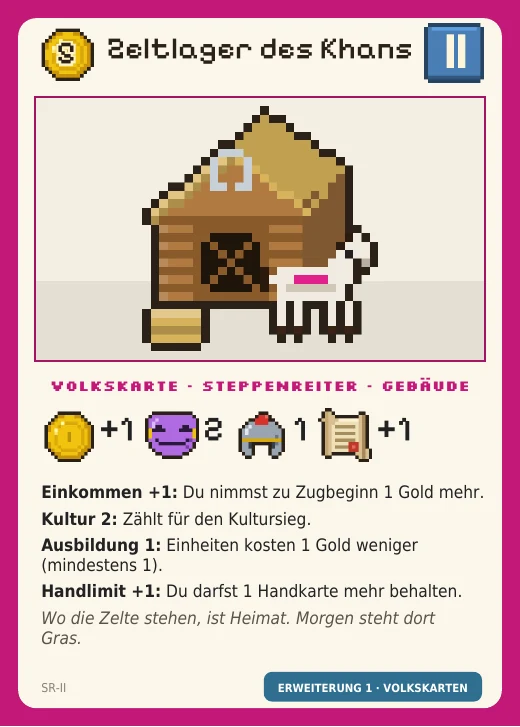 S Zeltlager des Khans II
VOLKSKARTE · STEPPENREITER · GEBÄUDE
+1 2 1 +1
Einkommen +1: Du nimmst zu Zugbeginn 1 Gold mehr.
Kultur 2: Zählt für den Kultursieg.
Ausbildung 1: Einheiten kosten 1 Gold weniger
(mindestens 1).
Handlimit +1: Du darfst 1 Handkarte mehr behalten.
Wo die Zelte stehen, ist Heimat. Morgen steht dort
Gras.
SR-II
ERWEITERUNG 1 · VOLKSKARTEN